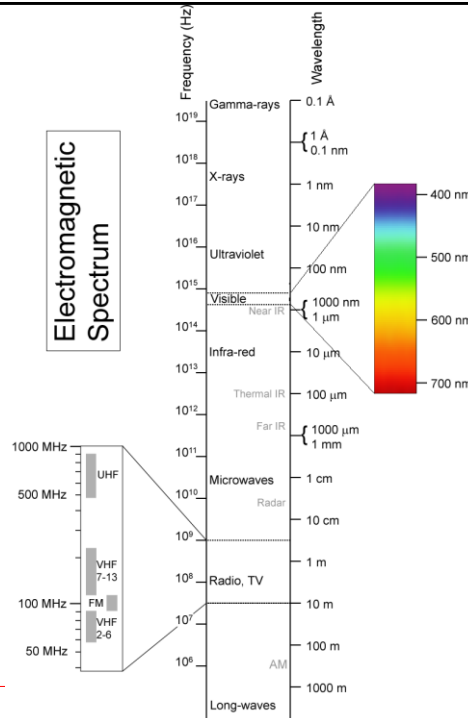 Frequency (Hz)
Wavelength
Electromagnetic
Spectrum
Gamma-rays
0.1 Å
10¹⁹
1 Å
0.1 nm
10¹⁸
X-rays
1 nm
10¹⁷
10 nm
10¹⁶
Ultraviolet
100 nm
10¹⁵
Visible
Near IR
1000 nm
1 µm
10¹⁴
Infra-red
10 µm
10¹³
Thermal IR
100 µm
10¹²
Far IR
1000 µm
1 mm
10¹¹
Microwaves
1 cm
10¹⁰
Radar
10 cm
10⁹
1 m
10⁸
Radio, TV
10 m
10⁷
100 m
10⁶
AM
1000 m
Long-waves
400 nm
500 nm
600 nm
700 nm
1000 MHz
UHF
500 MHz
VHF
7-13
100 MHz
FM
VHF
2-6
50 MHz